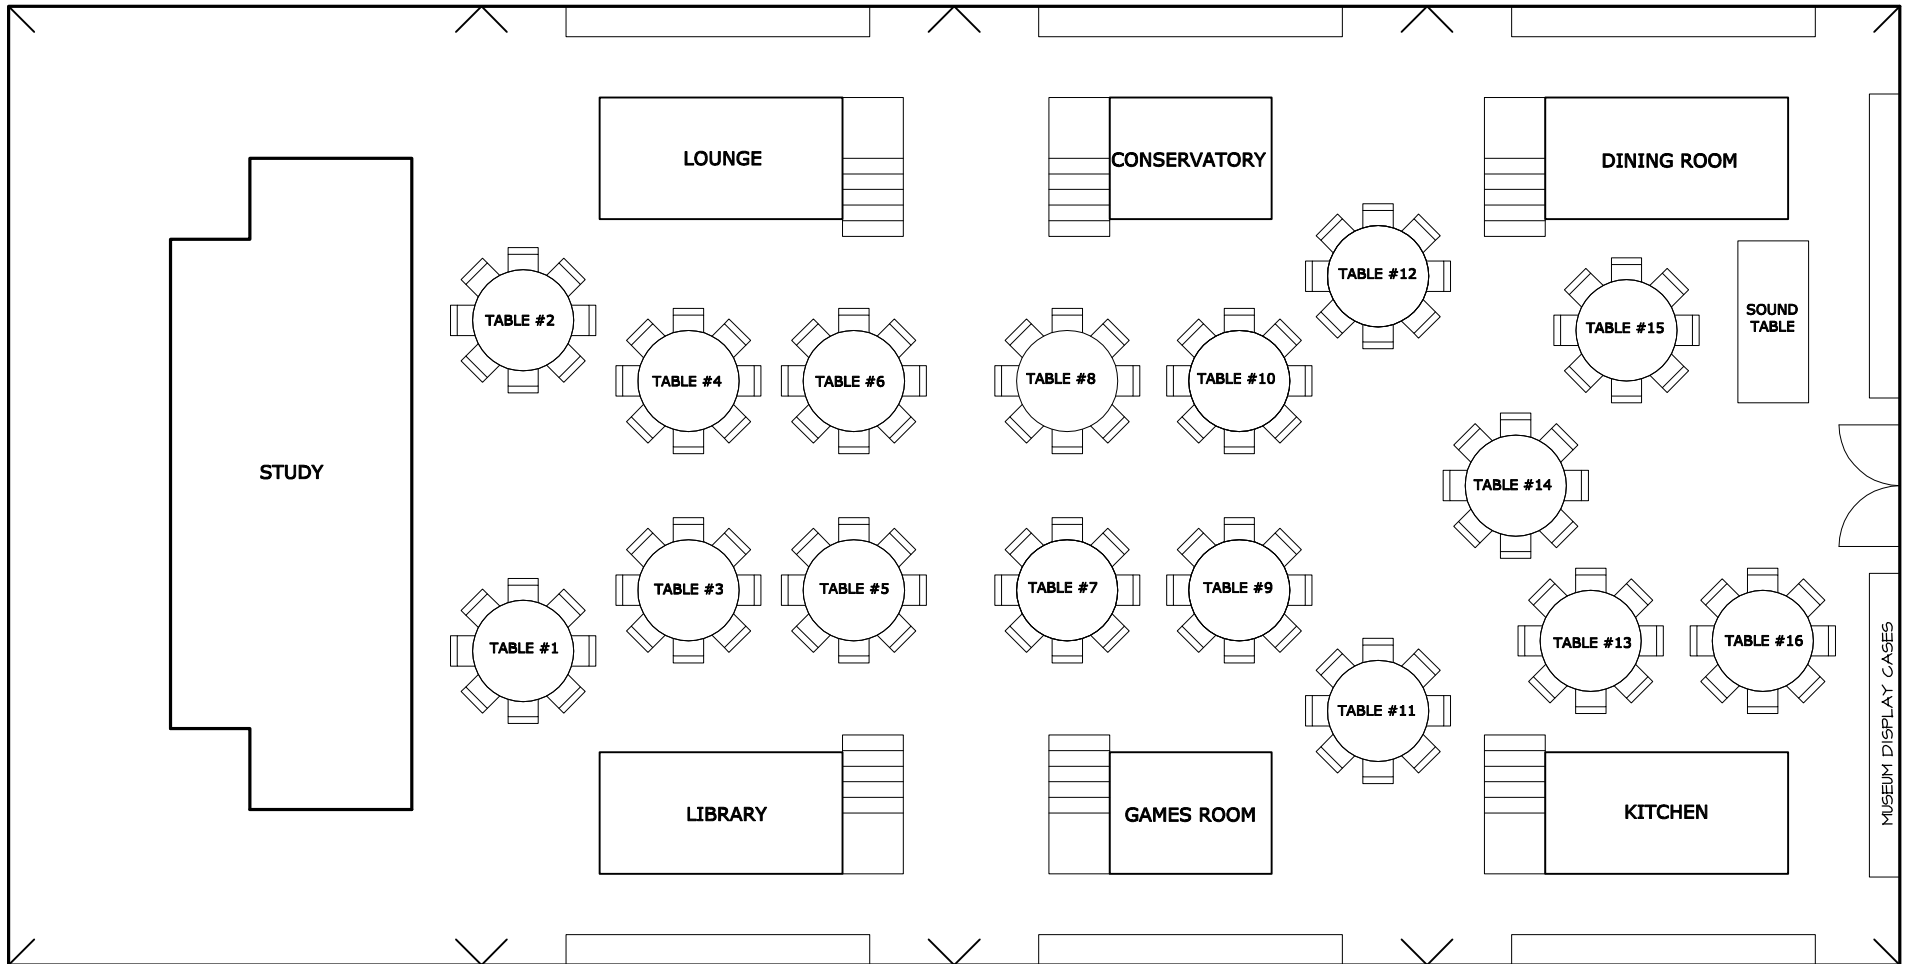 LOUNGE
CONSERVATORY
DINING ROOM
TABLE #12
TABLE #2
SOUND
TABLE
TABLE #15
TABLE #4
TABLE #6
TABLE #8
TABLE #10
STUDY
TABLE #14
TABLE #3
TABLE #5
TABLE #7
TABLE #9
TABLE #1
TABLE #13
TABLE #16
TABLE #11
MUSEUM DISPLAY CASES
LIBRARY
GAMES ROOM
KITCHEN